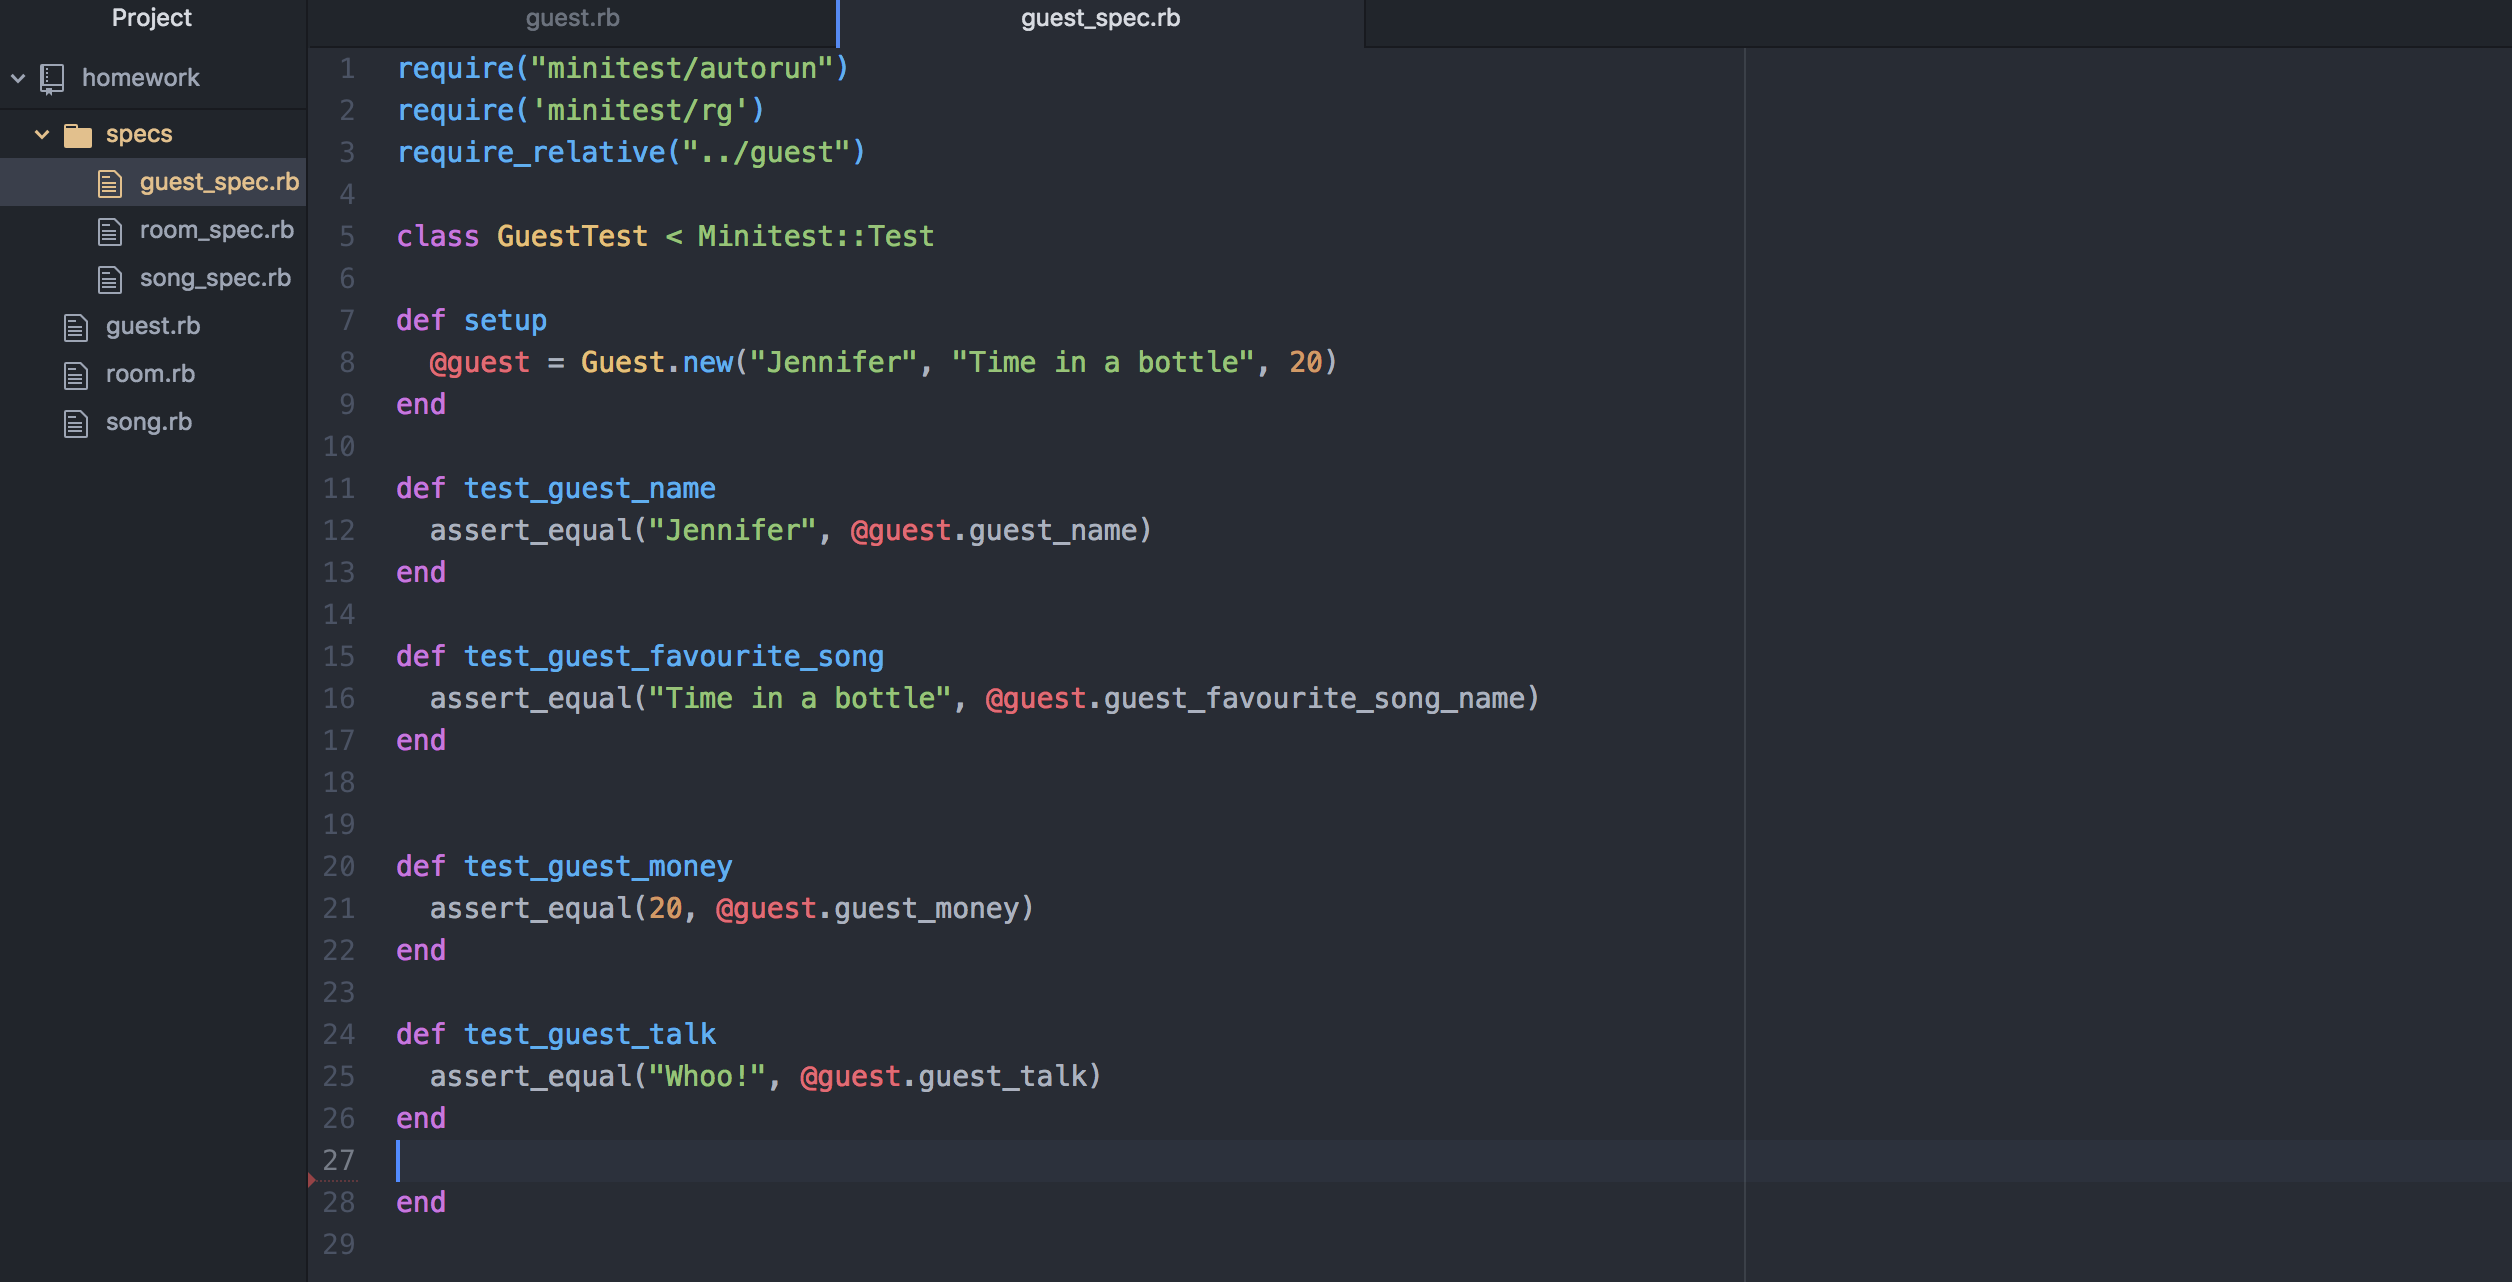 Project
homework
specs
guest_spec.rb
room_spec.rb
song_spec.rb
guest.rb
room.rb
song.rb
guest.rb
guest_spec.rb
1 require("minitest/autorun")
2 require('minitest/rg')
3 require_relative("../guest")
4
5 class GuestTest < Minitest::Test
6
7 def setup
8   @guest = Guest.new("Jennifer", "Time in a bottle", 20)
9 end
10
11 def test_guest_name
12   assert_equal("Jennifer", @guest.guest_name)
13 end
14
15 def test_guest_favourite_song
16   assert_equal("Time in a bottle", @guest.guest_favourite_song_name)
17 end
18
19
20 def test_guest_money
21   assert_equal(20, @guest.guest_money)
22 end
23
24 def test_guest_talk
25   assert_equal("Whoo!", @guest.guest_talk)
26 end
27
28 end
29